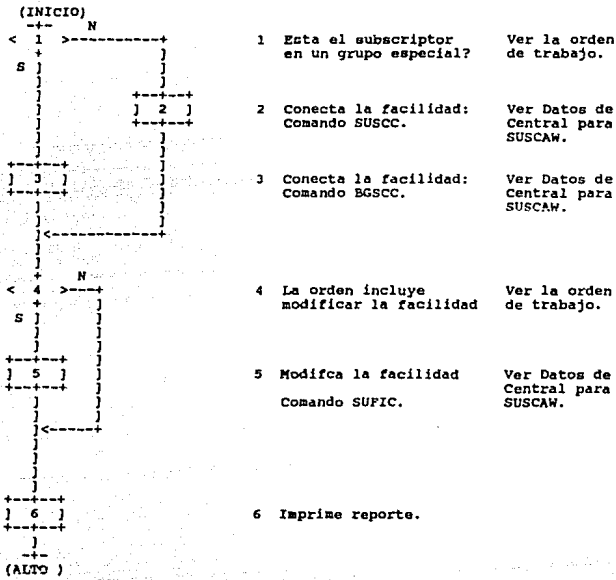 (INICIO)
N
< 1 >
S
1 Esta el subscriptor en un grupo especial? Ver la orden de trabajo.
2
2 Conecta la facilidad: Comando SUSCC. Ver Datos de Central para SUSCAW.
3
3 Conecta la facilidad: Comando BGSCC. Ver Datos de Central para SUSCAW.
N
< 4 >
S
4 La orden incluye modificar la facilidad Ver la orden de trabajo.
5
5 Modifca la facilidad Comando SUFIC. Ver Datos de Central para SUSCAW.
6
6 Imprime reporte.
(ALTO )